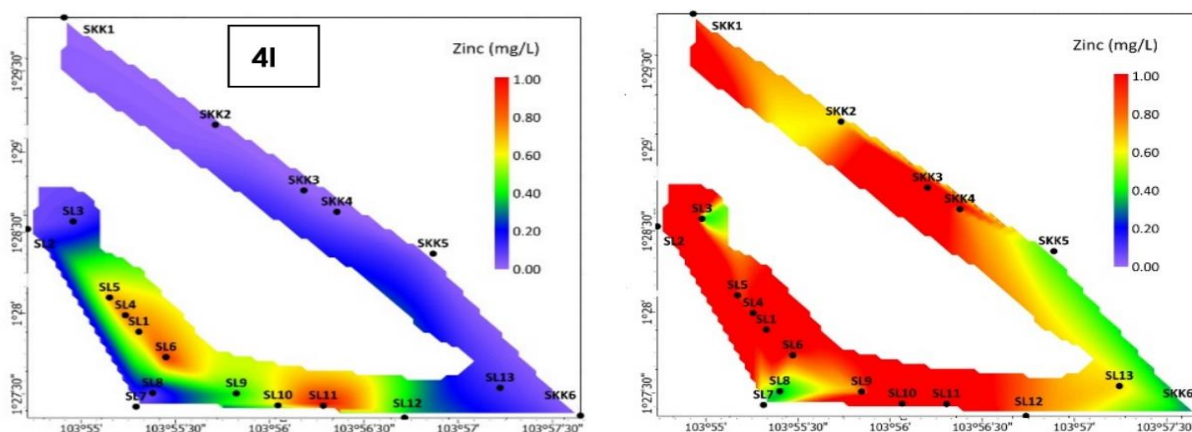 4I
Zinc (mg/L)
1.00
0.80
0.60
0.40
0.20
0.00
1°29'30"
1°29'
1°28'30"
1°28'
1°27'30"
SKK1
SKK2
SKK3
SKK4
SKK5
SL3
SL2
SL5
SL4
SL1
SL6
SL8
SL7
SL9
SL10
SL11
SL12
SL13
SKK6
103°55' 103°55'30" 103°56' 103°56'30" 103°57' 103°57'30"
Zinc (mg/L)
1.00
0.80
0.60
0.40
0.20
0.00
1°29'30"
1°29'
1°28'30"
1°28'
1°27'30"
SKK1
SKK2
SKK3
SKK4
SKK5
SL3
SL2
SL5
SL4
SL1
SL6
SL8
SL7
SL9
SL10
SL11
SL12
SL13
SKK6
103°55' 103°55'30" 103°56' 103°56'30" 103°57' 103°57'30"